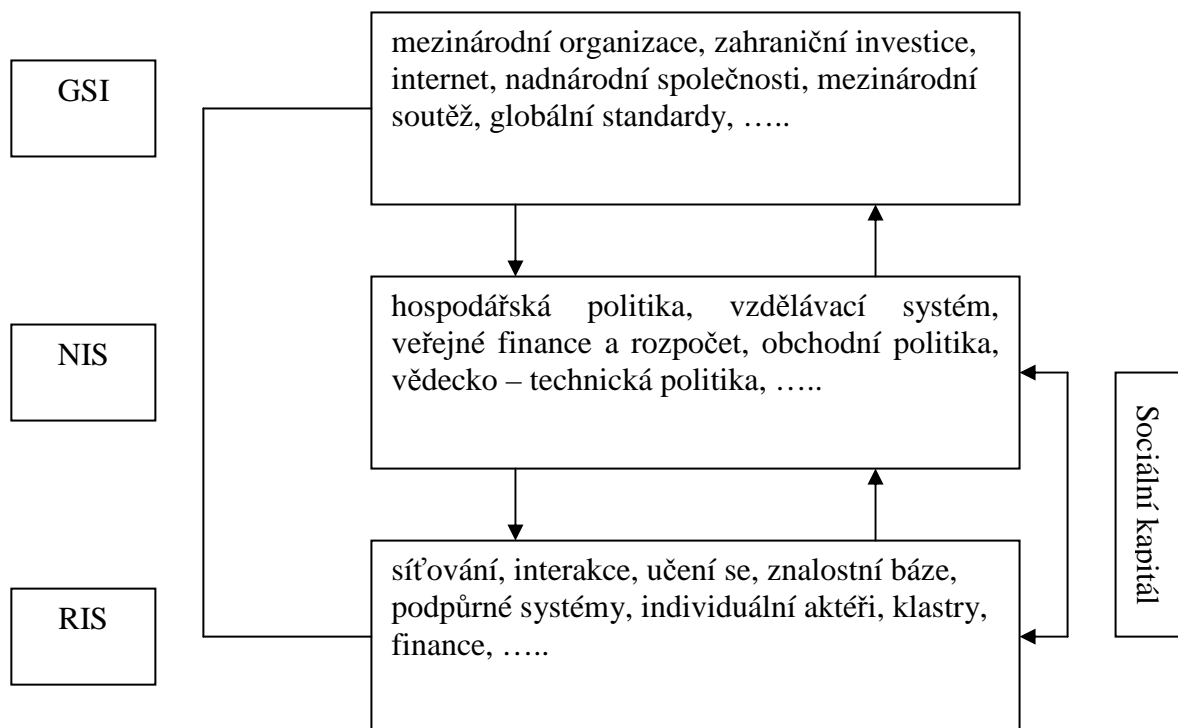 GSI
mezinárodní organizace, zahraniční investice,
internet, nadnárodní společnosti, mezinárodní
soutěž, globální standardy, …..
NIS
hospodářská politika, vzdělávací systém,
veřejné finance a rozpočet, obchodní politika,
vědecko – technická politika, …..
Sociální kapitál
RIS
síťování, interakce, učení se, znalostní báze,
podpůrné systémy, individuální aktéři, klastry,
finance, …..